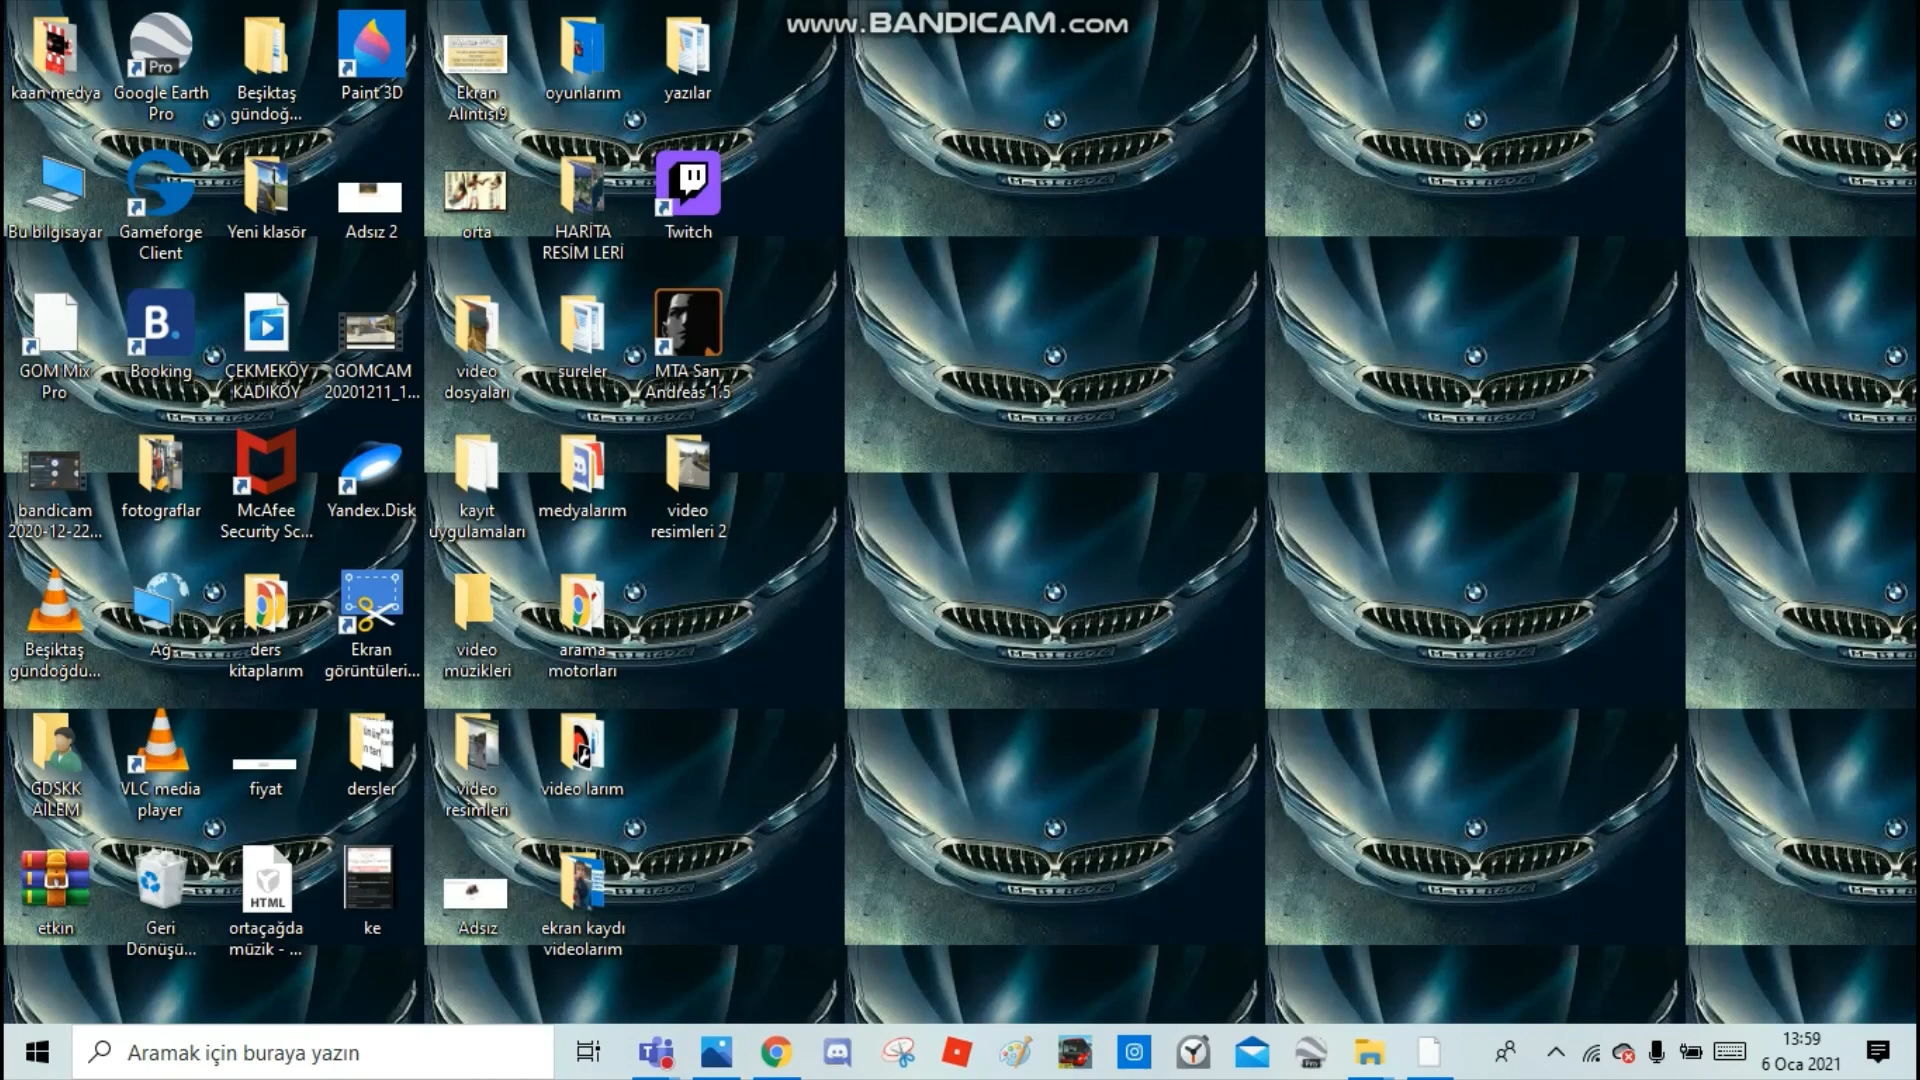 www.BANDICAM.com
kaan medya
Google Earth
Pro
Beşiktaş
gündoğ...
Paint 3D
Ekran
Alıntısı9
oyunlarım
yazılar
Bu bilgisayar
Gameforge
Client
Yeni klasör
Adsız 2
orta
HARİTA
RESİM LERİ
Twitch
GOM Mix
Pro
Booking
ÇEKMEKÖY
KADIKÖY
GOMCAM
20201211_1...
video
dosyaları
sureler
MTA San
Andreas 1.5
bandicam
2020-12-22...
fotograflar
McAfee
Security Sc...
Yandex.Disk
kayıt
uygulamaları
medyalarım
video
resimleri 2
Beşiktaş
gündoğdu...
Ağ
ders
kitaplarım
Ekran
görüntüleri...
video
müzikleri
arama
motorları
GDSKK
AİLEM
VLC media
player
fiyat
dersler
video
resimleri
video larım
etkin
Geri
Dönüşü...
HTML
ortaçağda
müzik - ...
ke
Adsız
ekran kaydı
videolarım
Aramak için buraya yazın
13:59
6 Oca 2021